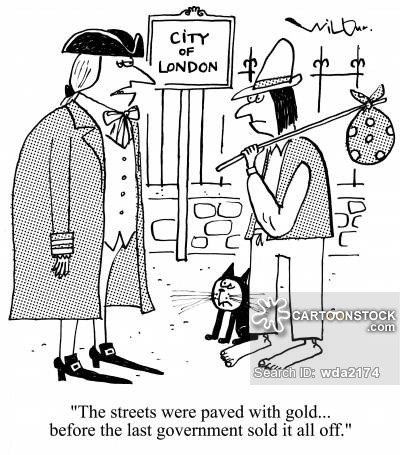 WILBUR.
CITY
OF
LONDON
CARTOONSTOCK
.com
Search ID: wda2174
"The streets were paved with gold...
before the last government sold it all off."